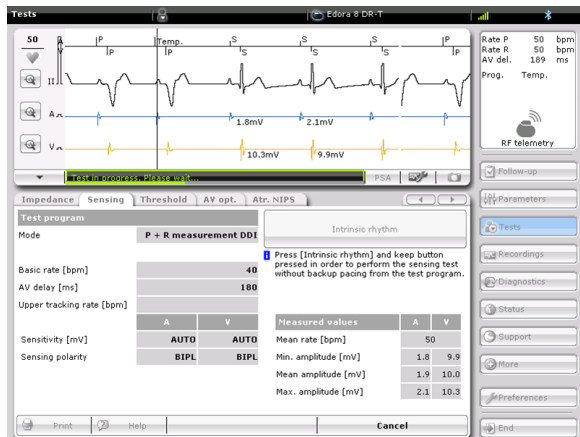 Tests
Edora 8 DR-T
50
A
V
P P Temp. S S S P
P P S S S P
II
A
V
1.8mV 2.1mV
10.3mV 9.9mV
Rate P 50 bpm
Rate R 50 bpm
AV del. 189 ms
Prog. Temp.
RF telemetry
Test in progress. Please wait...
PSA
Follow-up
Parameters
Tests
Recordings
Diagnostics
Status
Support
More
Preferences
End
Impedance Sensing Threshold AV opt. Atr. NIPS
Test program
Mode P + R measurement DDI
Basic rate [bpm] 40
AV delay [ms] 180
Upper tracking rate [bpm]
A V
Sensitivity [mV] AUTO AUTO
Sensing polarity BIPL BIPL
Intrinsic rhythm
Press [Intrinsic rhythm] and keep button
pressed in order to perform the sensing test
without backup pacing from the test program.
Measured values A V
Mean rate [bpm] 50
Min. amplitude [mV] 1.8 9.9
Mean amplitude [mV] 1.9 10.0
Max. amplitude [mV] 2.1 10.3
Print Help Cancel